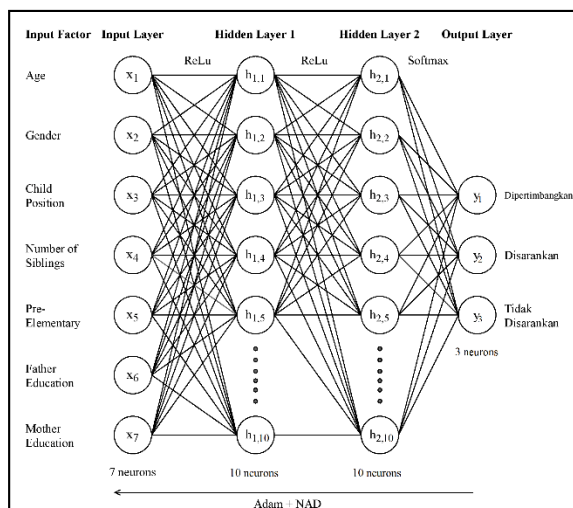 Input Factor Input Layer Hidden Layer 1 Hidden Layer 2 Output Layer
ReLu ReLu Softmax
Age x1 h1,1 h2,1
Gender x2 h1,2 h2,2
Child
Position x3 h1,3 h2,3 y1 Dipertimbangkan
Number of
Siblings x4 h1,4 h2,4 y2 Disarankan
Pre-
Elementary x5 h1,5 h2,5 y3 Tidak
Disarankan
3 neurons
Father
Education x6
Mother
Education x7 h1,10 h2,10
7 neurons 10 neurons 10 neurons
Adam + NAD